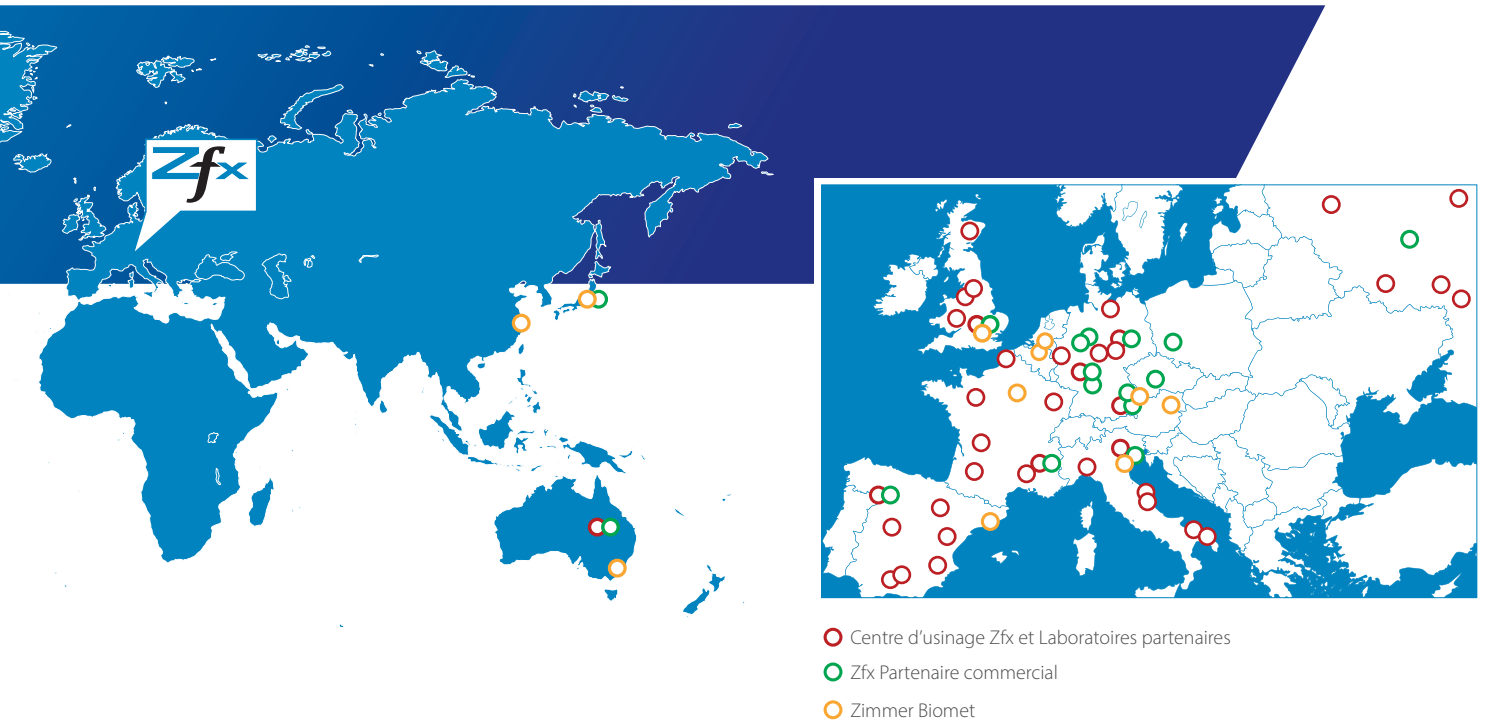 Zfx
Centre d'usinage Zfx et Laboratoires partenaires
Zfx Partenaire commercial
Zimmer Biomet